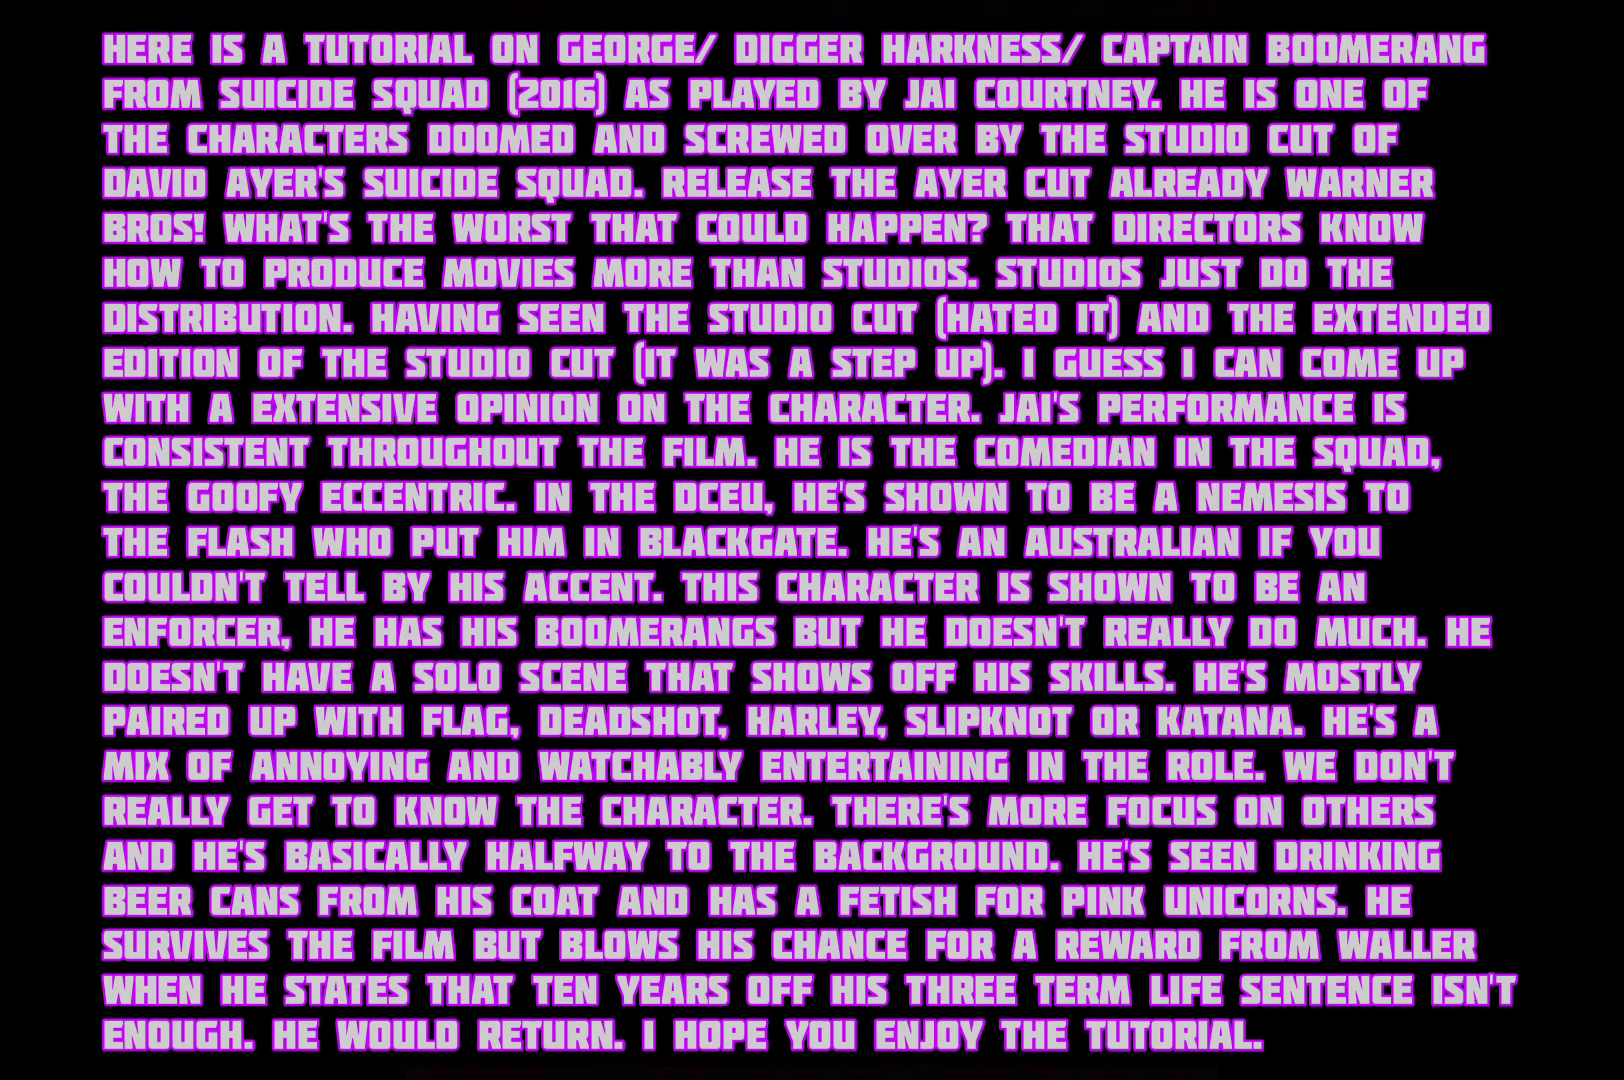 HERE IS A TUTORIAL ON GEORGE/ DIGGER HARKNESS/ CAPTAIN BOOMERANG
FROM SUICIDE SQUAD (2016) AS PLAYED BY JAI COURTNEY. HE IS ONE OF
THE CHARACTERS DOOMED AND SCREWED OVER BY THE STUDIO CUT OF
DAVID AYER'S SUICIDE SQUAD. RELEASE THE AYER CUT ALREADY WARNER
BROS! WHAT'S THE WORST THAT COULD HAPPEN? THAT DIRECTORS KNOW
HOW TO PRODUCE MOVIES MORE THAN STUDIOS. STUDIOS JUST DO THE
DISTRIBUTION. HAVING SEEN THE STUDIO CUT (HATED IT) AND THE EXTENDED
EDITION OF THE STUDIO CUT (IT WAS A STEP UP). I GUESS I CAN COME UP
WITH A EXTENSIVE OPINION ON THE CHARACTER. JAI'S PERFORMANCE IS
CONSISTENT THROUGHOUT THE FILM. HE IS THE COMEDIAN IN THE SQUAD,
THE GOOFY ECCENTRIC. IN THE DCEU, HE'S SHOWN TO BE A NEMESIS TO
THE FLASH WHO PUT HIM IN BLACKGATE. HE'S AN AUSTRALIAN IF YOU
COULDN'T TELL BY HIS ACCENT. THIS CHARACTER IS SHOWN TO BE AN
ENFORCER, HE HAS HIS BOOMERANGS BUT HE DOESN'T REALLY DO MUCH. HE
DOESN'T HAVE A SOLO SCENE THAT SHOWS OFF HIS SKILLS. HE'S MOSTLY
PAIRED UP WITH FLAG, DEADSHOT, HARLEY, SLIPKNOT OR KATANA. HE'S A
MIX OF ANNOYING AND WATCHABLY ENTERTAINING IN THE ROLE. WE DON'T
REALLY GET TO KNOW THE CHARACTER. THERE'S MORE FOCUS ON OTHERS
AND HE'S BASICALLY HALFWAY TO THE BACKGROUND. HE'S SEEN DRINKING
BEER CANS FROM HIS COAT AND HAS A FETISH FOR PINK UNICORNS. HE
SURVIVES THE FILM BUT BLOWS HIS CHANCE FOR A REWARD FROM WALLER
WHEN HE STATES THAT TEN YEARS OFF HIS THREE TERM LIFE SENTENCE ISN'T
ENOUGH. HE WOULD RETURN. I HOPE YOU ENJOY THE TUTORIAL.